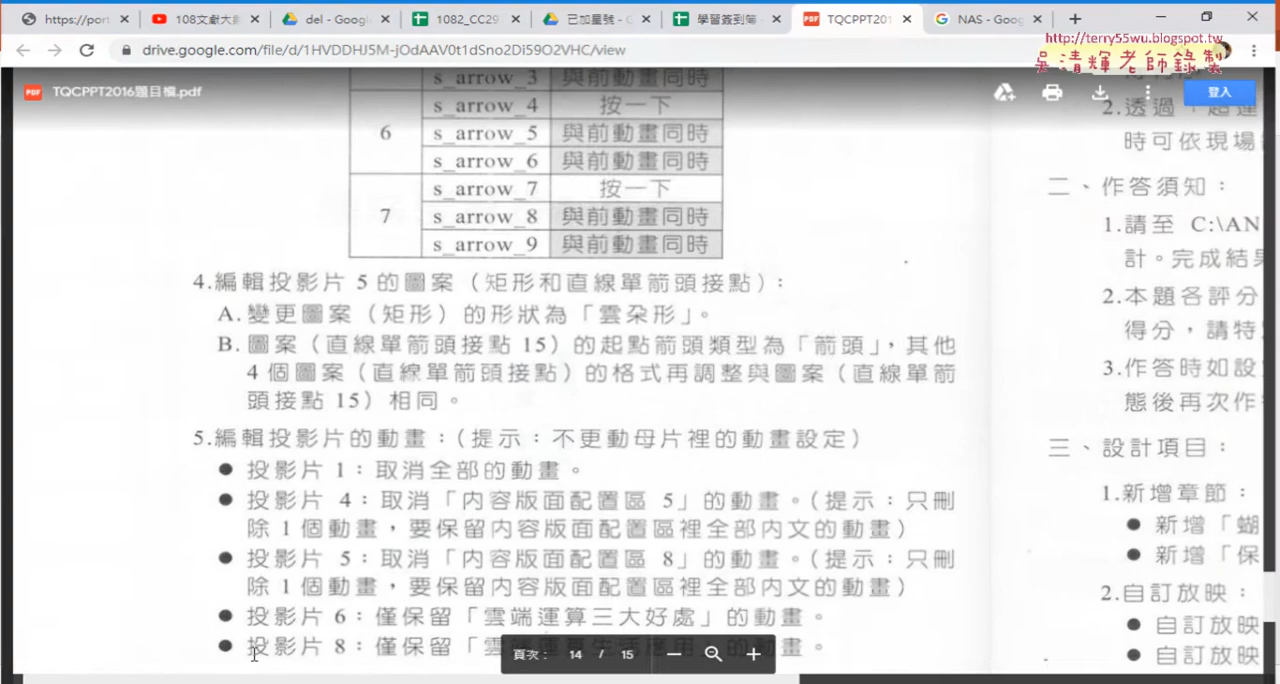 https://port
108文獻大師
del - Googl
1082_CC29
已加星號 - G
學習簽到簿 -
TQCPPT201
NAS - Goog
drive.google.com/file/d/1HVDDHJ5M-jOdAAV0t1dSno2Di59O2VHC/view
http://terry55wu.blogspot.tw
吳清輝老師錄製
PDF TQCPPT2016題目檔.pdf
登入
s_arrow_3 與前動畫同時
s_arrow_4 按一下
6 s_arrow_5 與前動畫同時
s_arrow_6 與前動畫同時
s_arrow_7 按一下
7 s_arrow_8 與前動畫同時
s_arrow_9 與前動畫同時
4.編輯投影片 5 的圖案（矩形和直線單箭頭接點）：
A.變更圖案（矩形）的形狀為「雲朵形」。
B.圖案（直線單箭頭接點 15）的起點箭頭類型為「箭頭」，其他
4 個圖案（直線單箭頭接點）的格式再調整與圖案（直線單箭
頭接點 15）相同。
5.編輯投影片的動畫：（提示：不更動母片裡的動畫設定）
● 投影片 1：取消全部的動畫。
● 投影片 4：取消「內容版面配置區 5」的動畫。（提示：只刪
除 1 個動畫，要保留內容版面配置區裡全部內文的動畫）
● 投影片 5：取消「內容版面配置區 8」的動畫。（提示：只刪
除 1 個動畫，要保留內容版面配置區裡全部內文的動畫）
● 投影片 6：僅保留「雲端運算三大好處」的動畫。
● 投影片 8：僅保留「雲 動畫。
頁次： 14 / 15
2.透過「超連
時可依現場
二、作答須知：
1.請至 C:\AN
計。完成結果
2.本題各評分
得分，請特
3.作答時如設
態後再次作
三、設計項目：
1.新增章節：
● 新增「蝴
● 新增「保
2.自訂放映：
● 自訂放映
● 自訂放映